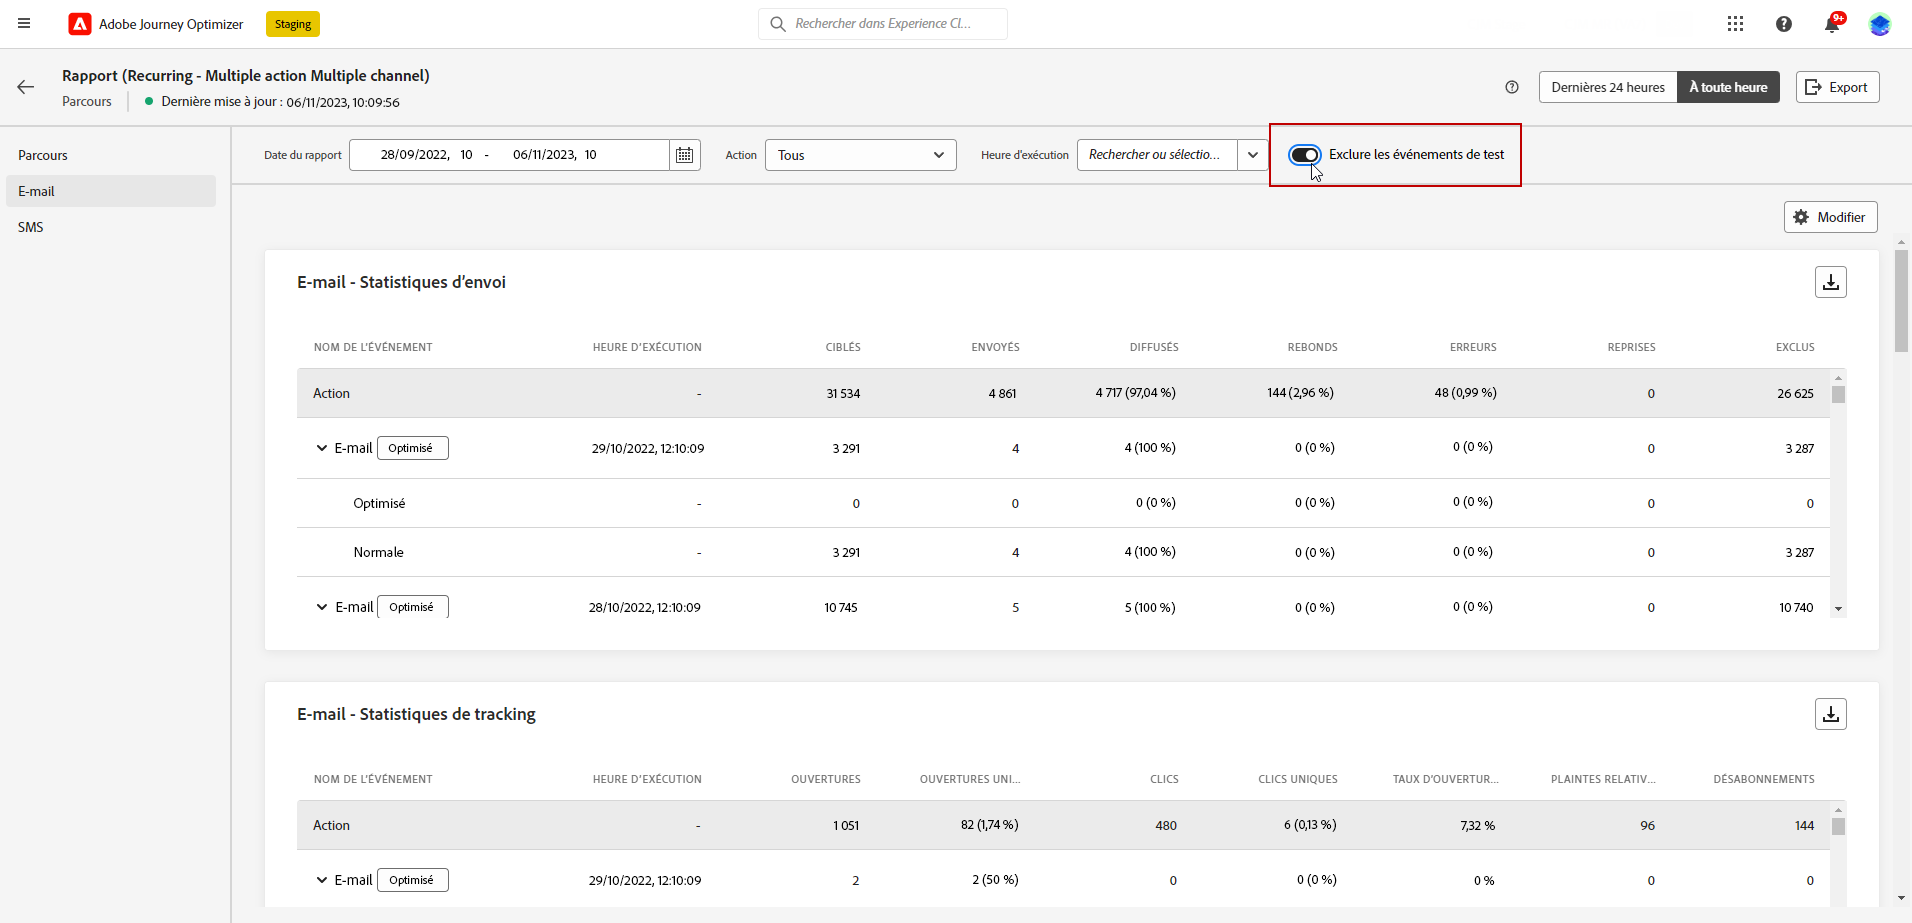 Adobe Journey Optimizer Staging Rechercher dans Experience Cl... 9+
Rapport (Recurring - Multiple action Multiple channel)
Parcours Dernière mise à jour : 06/11/2023, 10:09:56 Dernières 24 heures À toute heure Export
Parcours
E-mail
SMS
Date du rapport 28/09/2022, 10 - 06/11/2023, 10 Action Tous Heure d'exécution Rechercher ou sélectio... Exclure les événements de test
Modifier
E-mail - Statistiques d'envoi
NOM DE L'ÉVÉNEMENT HEURE D'EXÉCUTION CIBLÉS ENVOYÉS DIFFUSÉS REBONDS ERREURS REPRISES EXCLUS
Action - 31 534 4 861 4 717 (97,04 %) 144 (2,96 %) 48 (0,99 %) 0 26 625
E-mail Optimisé 29/10/2022, 12:10:09 3 291 4 4 (100 %) 0 (0 %) 0 (0 %) 0 3 287
Optimisé - 0 0 0 (0 %) 0 (0 %) 0 (0 %) 0 0
Normale - 3 291 4 4 (100 %) 0 (0 %) 0 (0 %) 0 3 287
E-mail Optimisé 28/10/2022, 12:10:09 10 745 5 5 (100 %) 0 (0 %) 0 (0 %) 0 10 740
E-mail - Statistiques de tracking
NOM DE L'ÉVÉNEMENT HEURE D'EXÉCUTION OUVERTURES OUVERTURES UNI... CLICS CLICS UNIQUES TAUX D'OUVERTUR... PLAINTES RELATIV... DÉSABONNEMENTS
Action - 1 051 82 (1,74 %) 480 6 (0,13 %) 7,32 % 96 144
E-mail Optimisé 29/10/2022, 12:10:09 2 2 (50 %) 0 0 (0 %) 0 % 0 0